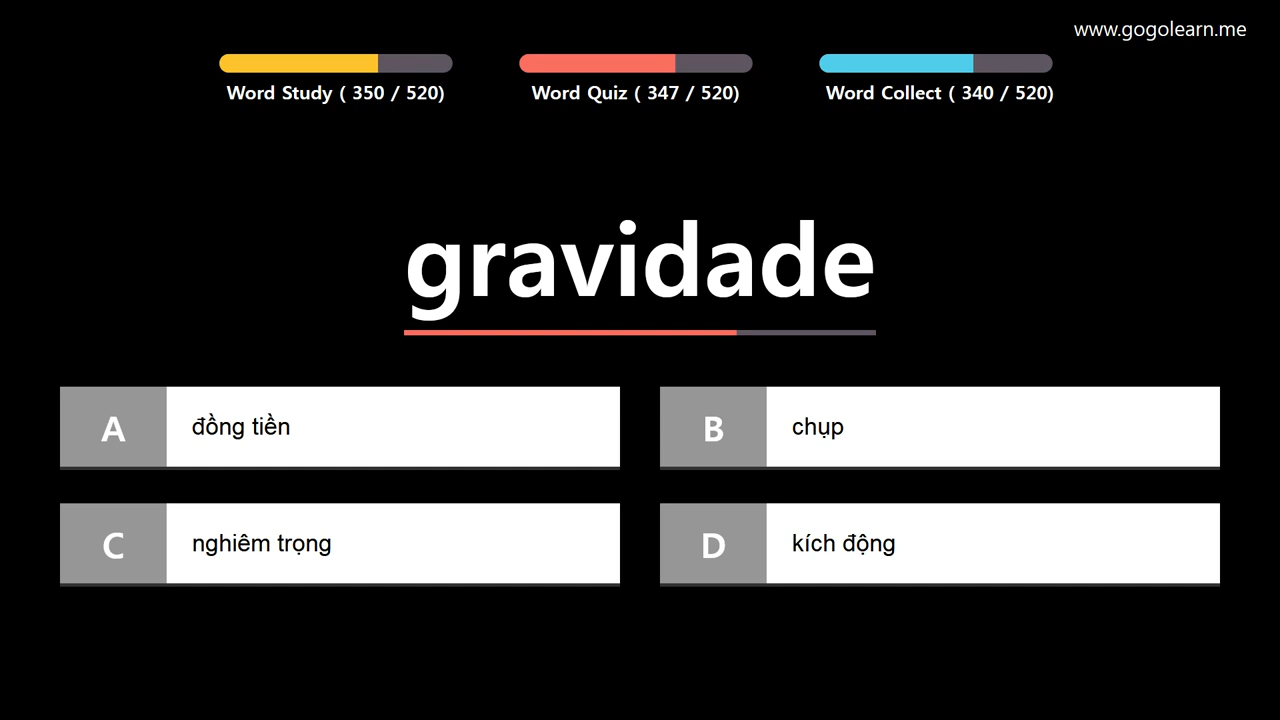 www.gogolearn.me
Word Study ( 350 / 520)
Word Quiz ( 347 / 520)
Word Collect ( 340 / 520)
gravidade
A đồng tiền
B chụp
C nghiêm trọng
D kích động